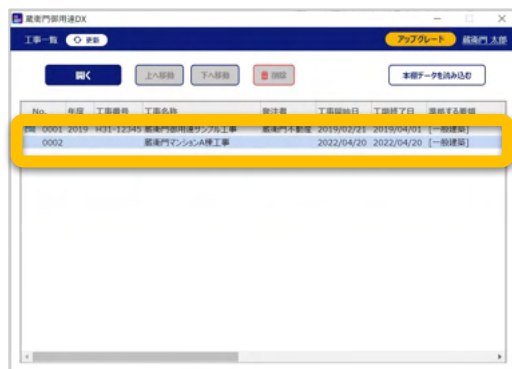 蔵衛門御用達DX
工事一覧 更新 アップグレード 蔵衛門 太郎
開く 上へ移動 下へ移動 削除 本棚データを読み込む
No. 年度 工事番号 工事名称 発注者 工事開始日 工期終了日 準拠する要領
0001 2019 H31-12345 蔵衛門御用達サンプル工事 蔵衛門不動産 2019/02/21 2019/04/01 [一般建築]
0002 蔵衛門マンションA棟工事 2022/04/20 2022/04/20 [一般建築]